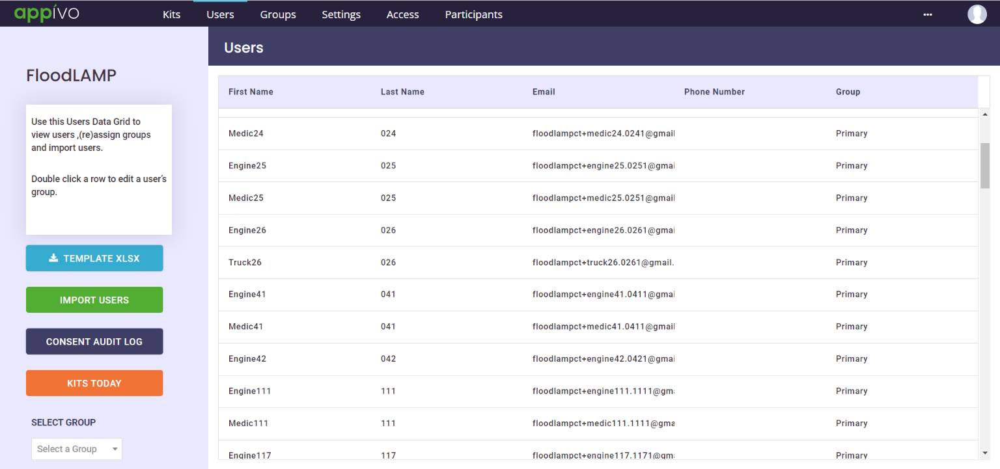 appivo Kits Users Groups Settings Access Participants ...
Users
FloodLAMP
Use this Users Data Grid to
view users ,(re)assign groups
and import users.
Double click a row to edit a user's
group.
TEMPLATE XLSX
IMPORT USERS
CONSENT AUDIT LOG
KITS TODAY
SELECT GROUP
Select a Group
First Name Last Name Email Phone Number Group
Medic24 024 floodlampct+medic24.0241@gmail Primary
Engine25 025 floodlampct+engine25.0251@gmai Primary
Medic25 025 floodlampct+medic25.0251@gmail Primary
Engine26 026 floodlampct+engine26.0261@gmai Primary
Truck26 026 floodlampct+truck26.0261@gmail. Primary
Engine41 041 floodlampct+engine41.0411@gmai Primary
Medic41 041 floodlampct+medic41.0411@gmail Primary
Engine42 042 floodlampct+engine42.0421@gmai Primary
Engine111 111 floodlampct+engine111.1111@gm Primary
Medic111 111 floodlampct+medic111.1111@gma Primary
Engine117 117 floodlampct+engine117.1171@gm Primary